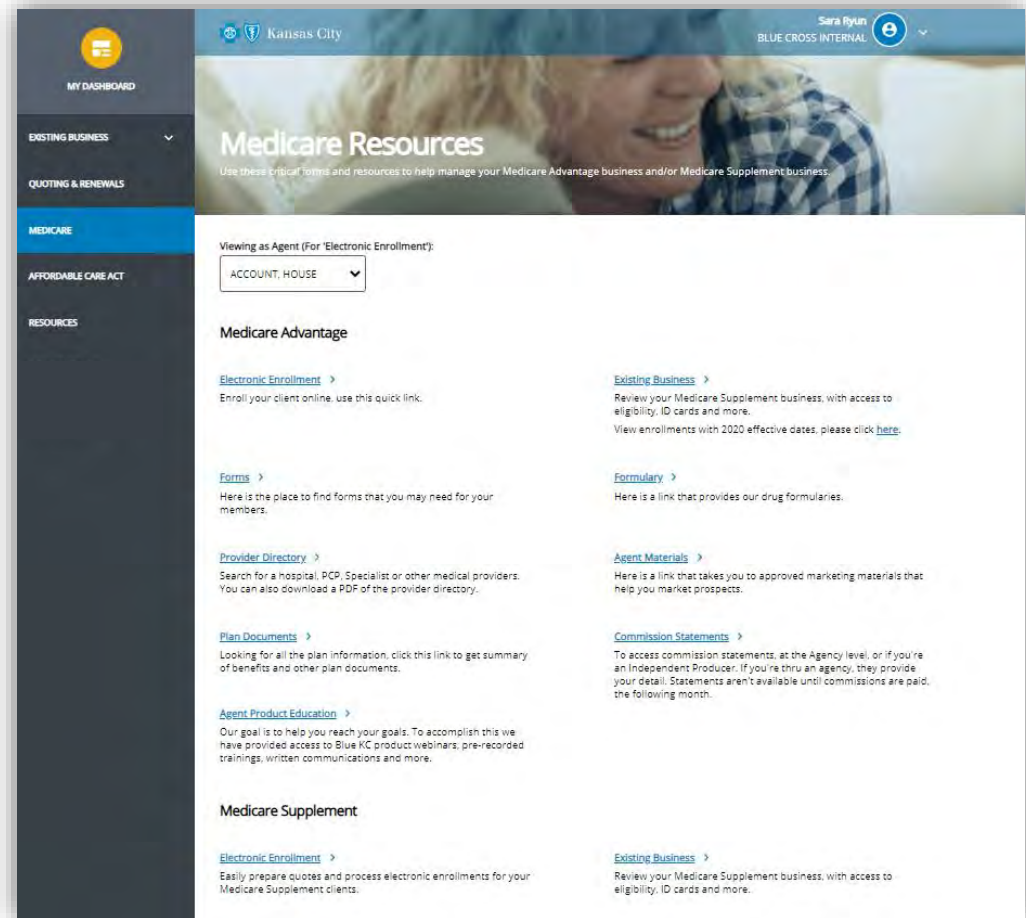 Kansas City
Sara Ryun
BLUE CROSS INTERNAL
MY DASHBOARD
EXISTING BUSINESS
QUOTING & RENEWALS
MEDICARE
AFFORDABLE CARE ACT
RESOURCES
Medicare Resources
Use these critical forms and resources to help manage your Medicare Advantage business and/or Medicare Supplement business.
Viewing as Agent (For 'Electronic Enrollment'):
ACCOUNT, HOUSE
Medicare Advantage
Electronic Enrollment >
Enroll your client online, use this quick link.
Existing Business >
Review your Medicare Supplement business, with access to
eligibility, ID cards and more.
View enrollments with 2020 effective dates, please click here.
Forms >
Here is the place to find forms that you may need for your
members.
Formulary >
Here is a link that provides our drug formularies.
Provider Directory >
Search for a hospital, PCP, Specialist or other medical providers.
You can also download a PDF of the provider directory.
Agent Materials >
Here is a link that takes you to approved marketing materials that
help you market prospects.
Plan Documents >
Looking for all the plan information, click this link to get summary
of benefits and other plan documents.
Commission Statements >
To access commission statements, at the Agency level, or if you're
an Independent Producer. If you're thru an agency, they provide
your detail. Statements aren't available until commissions are paid,
the following month.
Agent Product Education >
Our goal is to help you reach your goals. To accomplish this we
have provided access to Blue KC product webinars, pre-recorded
trainings, written communications and more.
Medicare Supplement
Electronic Enrollment >
Easily prepare quotes and process electronic enrollments for your
Medicare Supplement clients.
Existing Business >
Review your Medicare Supplement business, with access to
eligibility, ID cards and more.